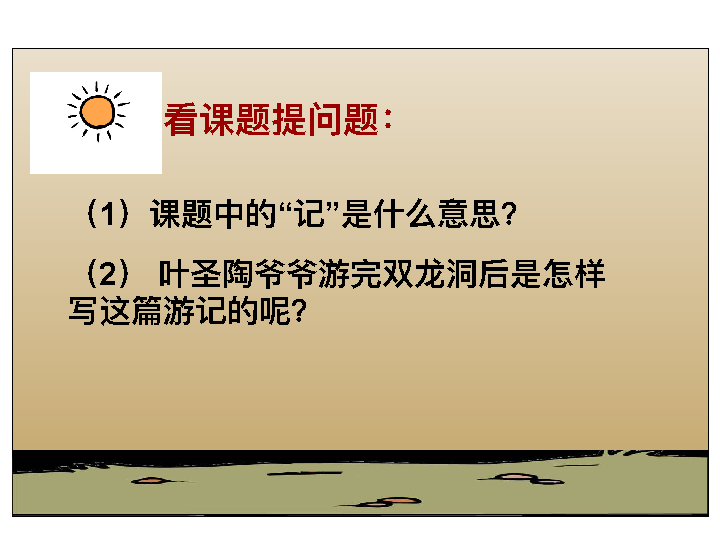 看课题提问题：
（1）课题中的“记”是什么意思？
（2） 叶圣陶爷爷游完双龙洞后是怎样
写这篇游记的呢？